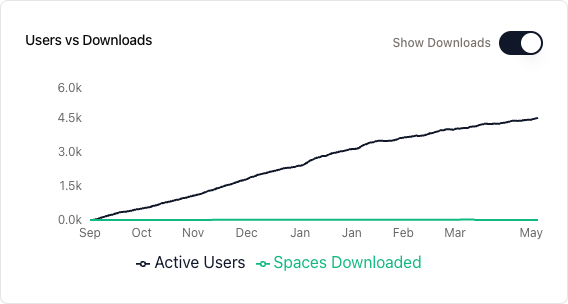 Users vs Downloads
Show Downloads
6.0k
4.5k
3.0k
1.5k
0.0k
Sep Oct Nov Dec Jan Jan Feb Mar May
Active Users Spaces Downloaded